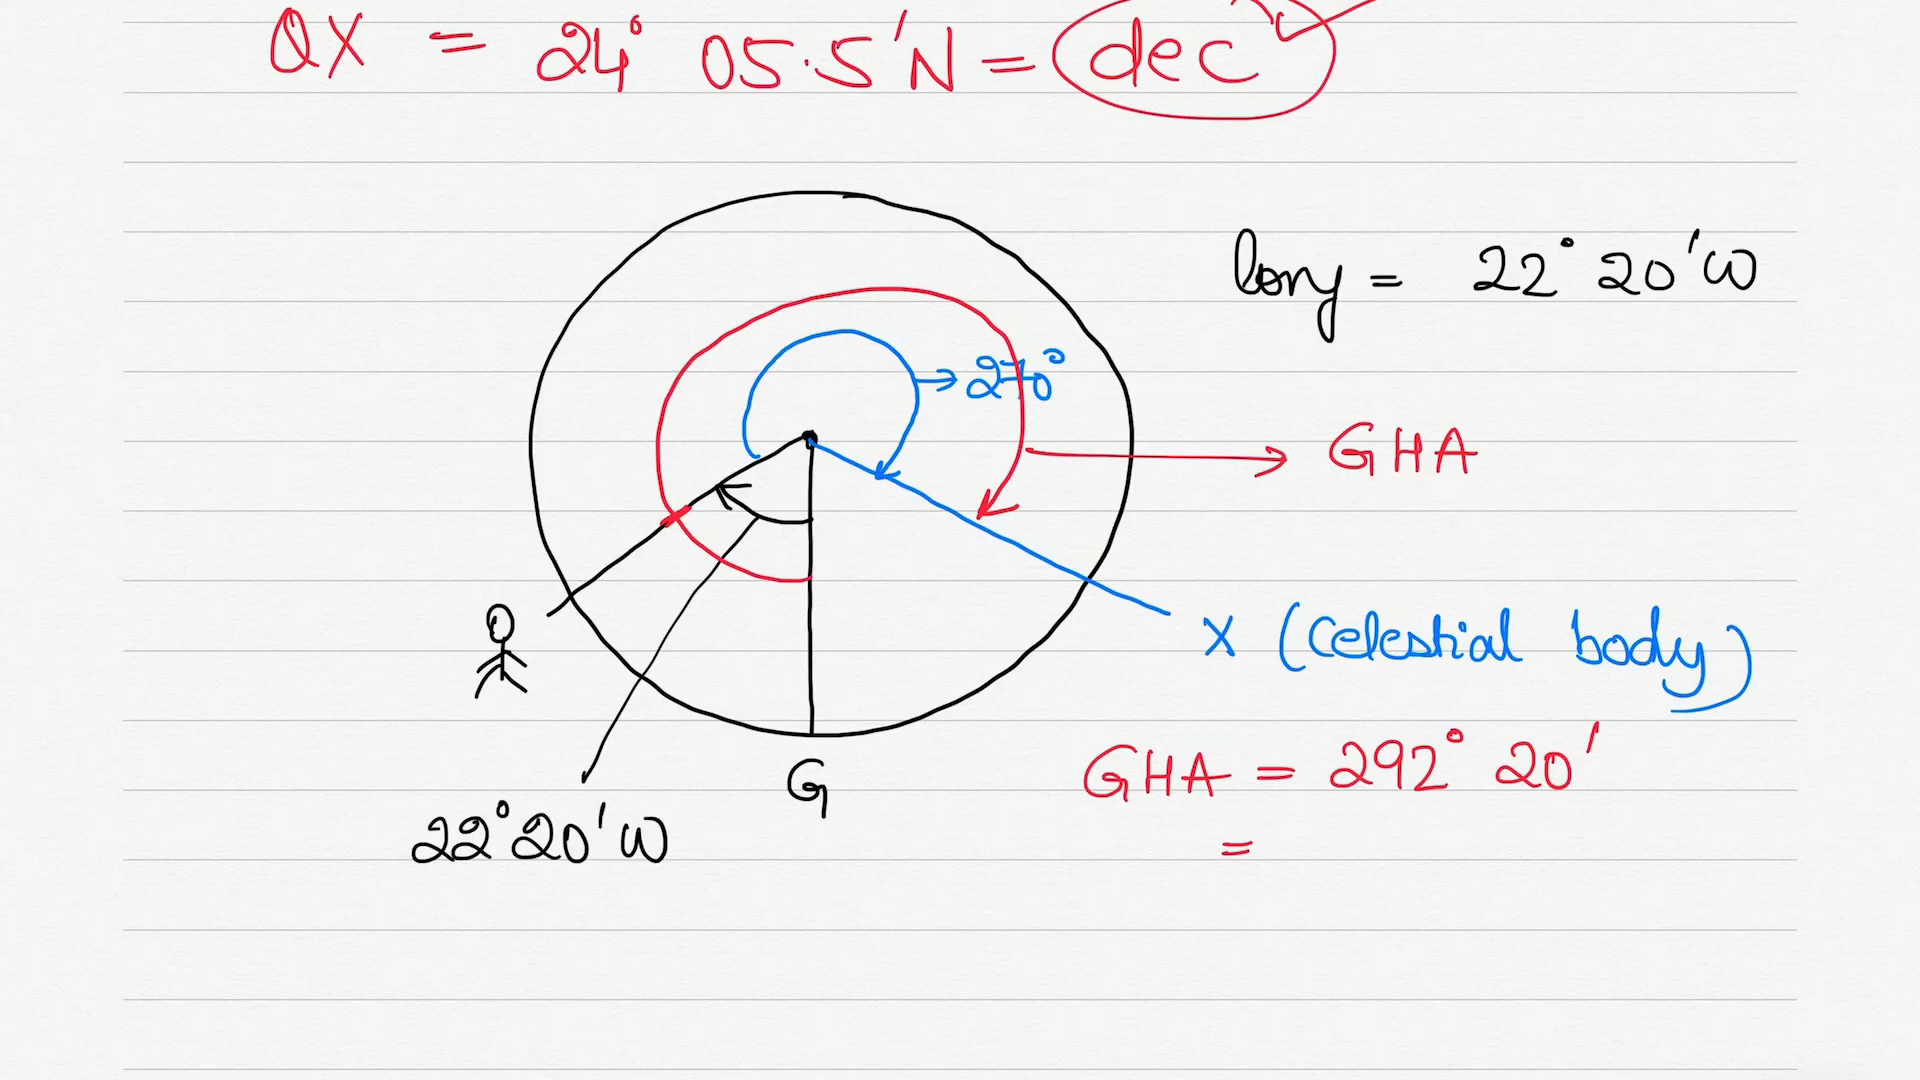 QX = 24° 05.5'N = dec
long = 22° 20' W
270°
GHA
X (Celestial body)
GHA = 292° 20'
G
22° 20' W
=